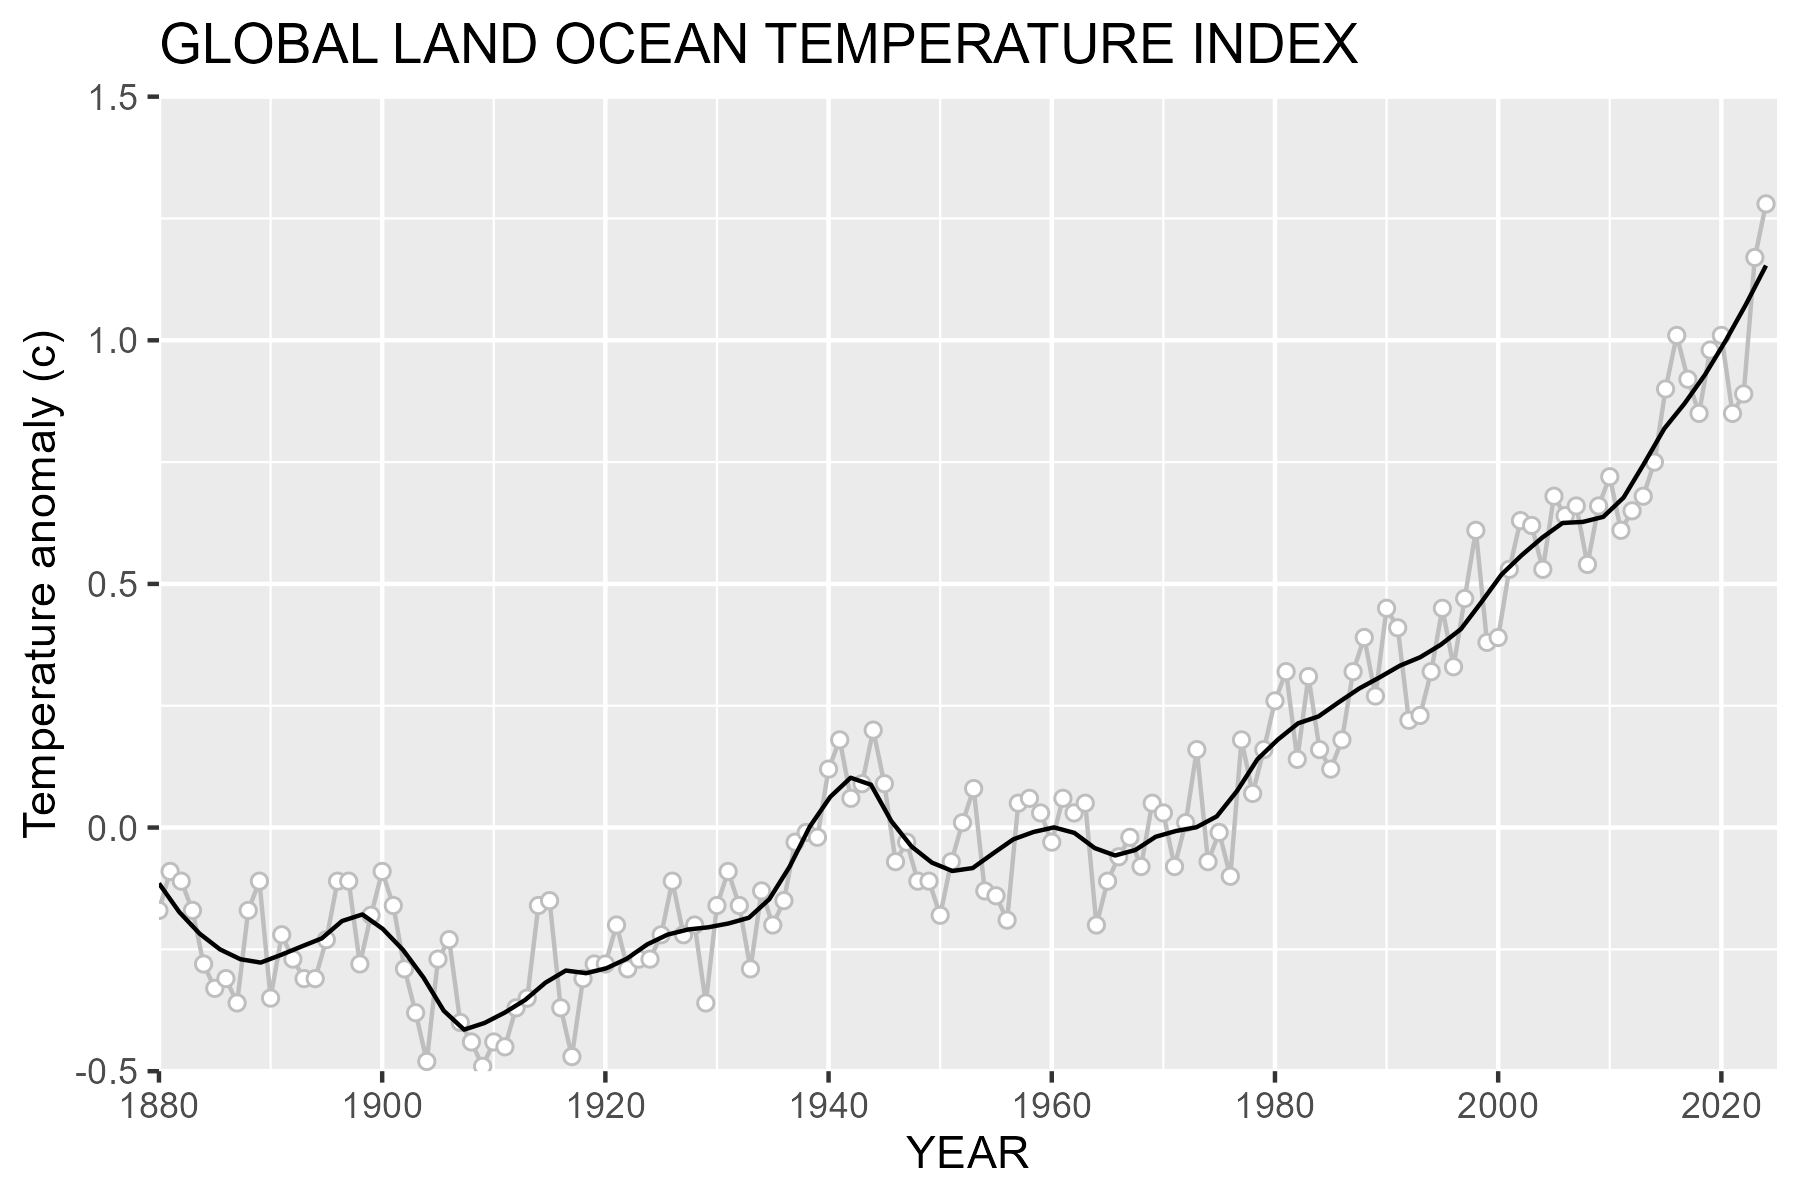 GLOBAL LAND OCEAN TEMPERATURE INDEX
1.5
1.0
0.5
0.0
-0.5
Temperature anomaly (c)
1880 1900 1920 1940 1960 1980 2000 2020
YEAR